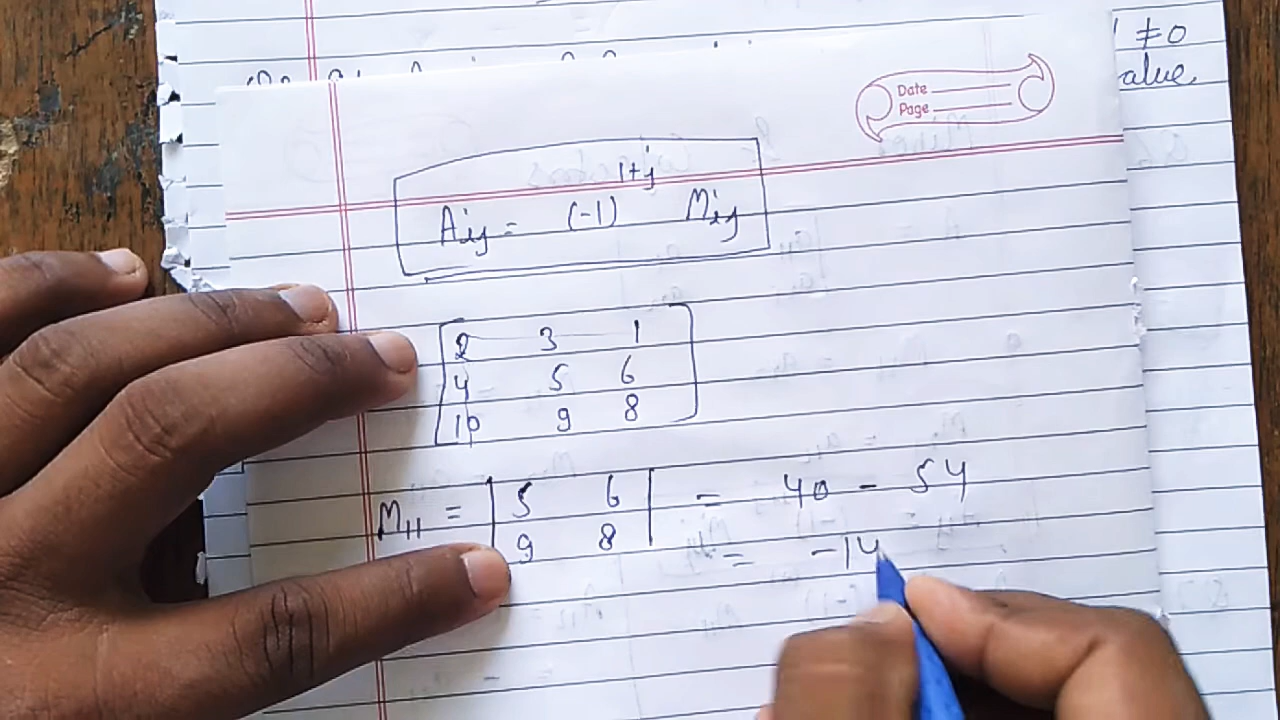 ≠0
alue
Date
Page
Aij = (-1)^i+j Mij
2 3 1
4 5 6
10 9 8
M11 = | 5 6 | = 40 - 54
| 9 8 |
= -14